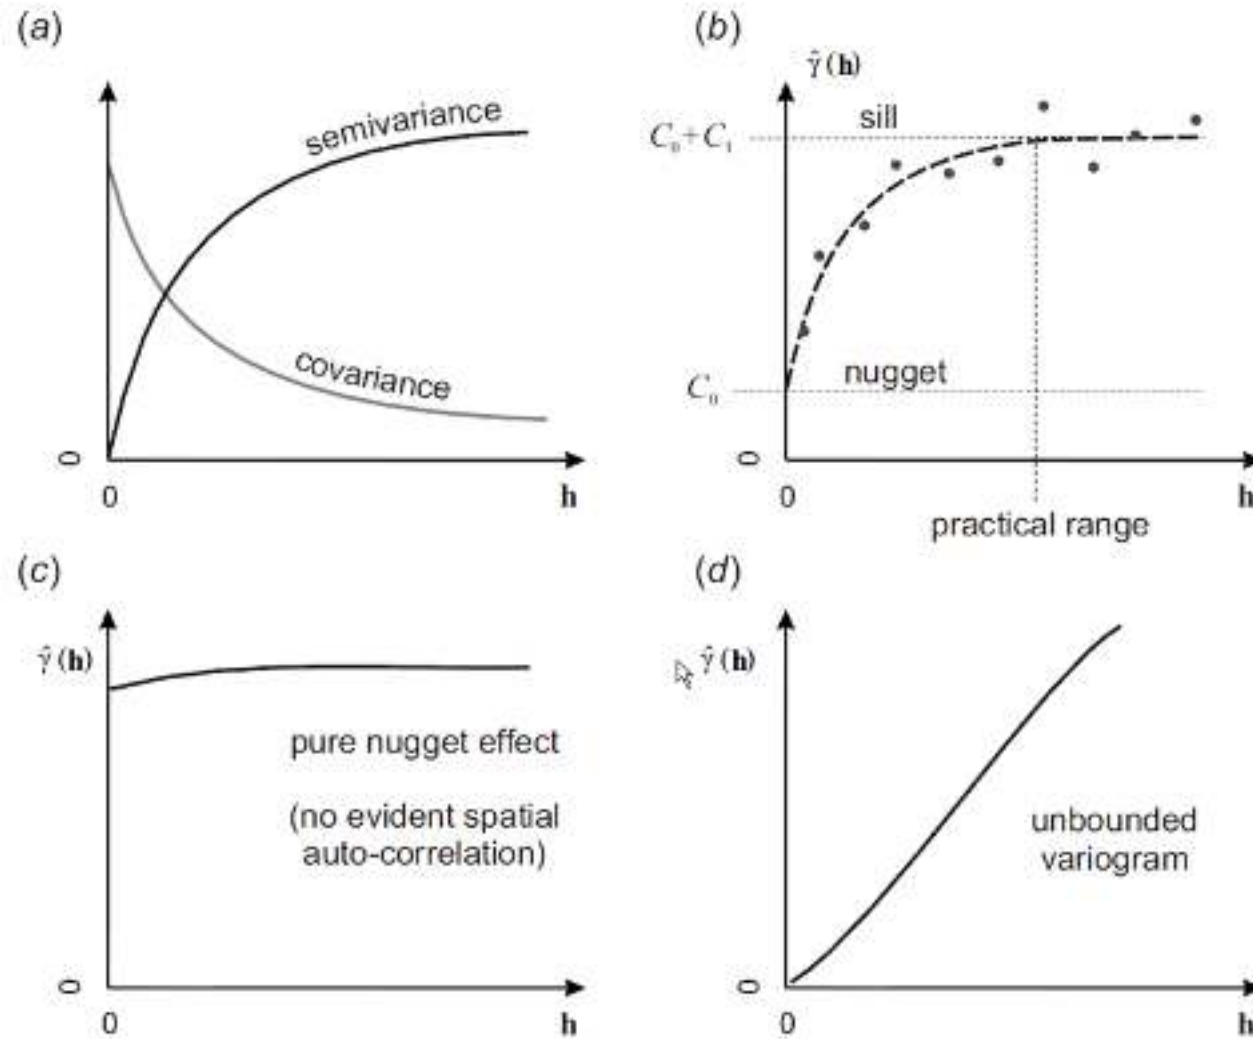 (a)
semivariance
covariance
0
0
h
(b)
γ̂(h)
sill
C₀+C₁
nugget
C₀
0
0
h
practical range
(c)
γ̂(h)
pure nugget effect
(no evident spatial
auto-correlation)
0
0
h
(d)
γ̂(h)
unbounded
variogram
0
0
h